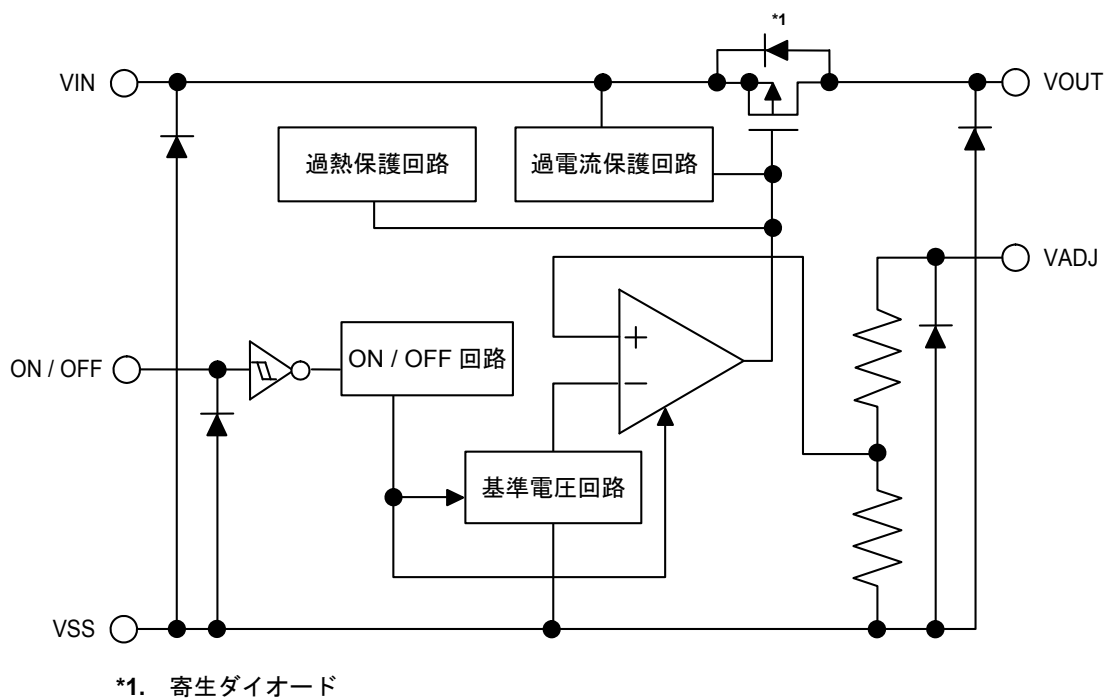 *1
VIN
VOUT
過熱保護回路
過電流保護回路
VADJ
ON / OFF
ON / OFF 回路
+
−
基準電圧回路
VSS
*1. 寄生ダイオード